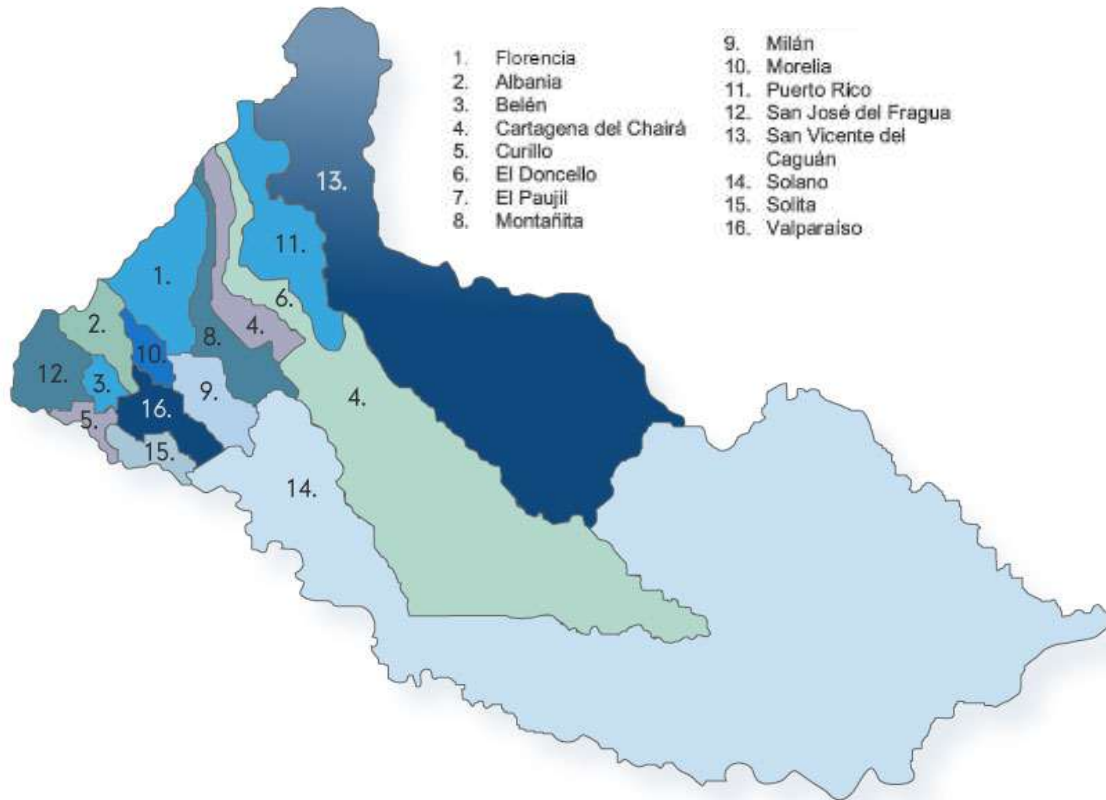 1. Florencia
2. Albania
3. Belén
4. Cartagena del Chairá
5. Curillo
6. El Doncello
7. El Paujil
8. Montañita
9. Milán
10. Morelia
11. Puerto Rico
12. San José del Fragua
13. San Vicente del
Caguán
14. Solano
15. Solita
16. Valparaíso
13.
11.
1.
6.
2.
4.
8.
10.
12.
3.
9.
4.
16.
5.
15.
14.